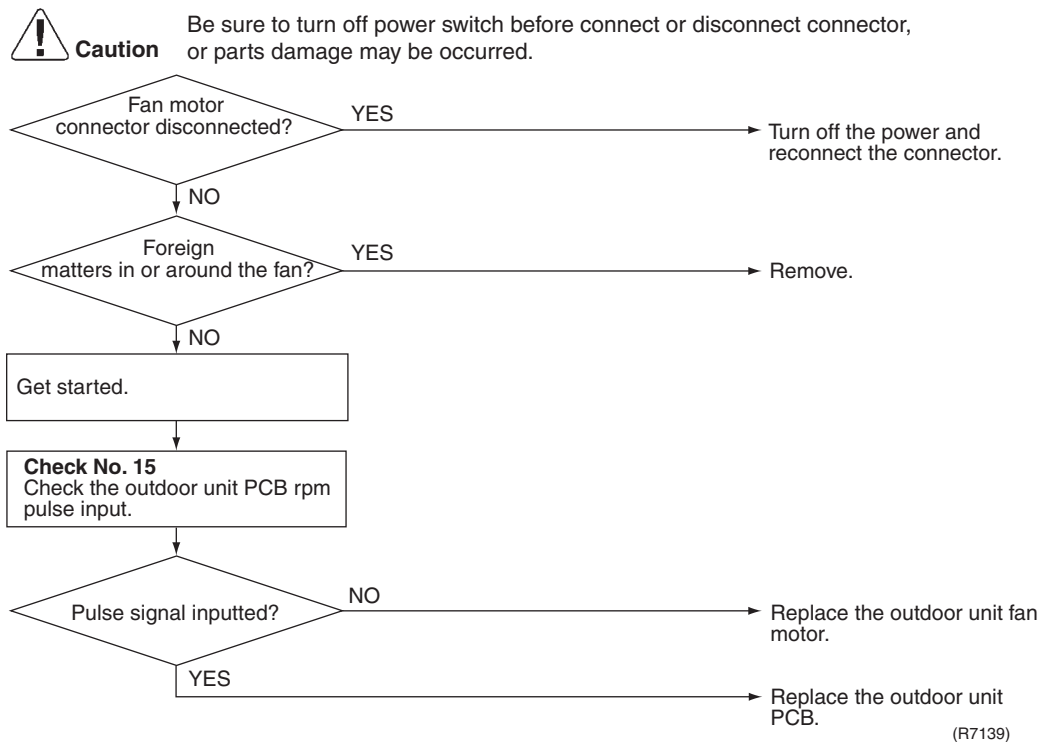 Be sure to turn off power switch before connect or disconnect connector,
Caution or parts damage may be occurred.
Fan motor
connector disconnected?
YES
Turn off the power and
reconnect the connector.
NO
Foreign
matters in or around the fan?
YES
Remove.
NO
Get started.
Check No. 15
Check the outdoor unit PCB rpm
pulse input.
Pulse signal inputted?
NO
Replace the outdoor unit fan
motor.
YES
Replace the outdoor unit
PCB.
(R7139)